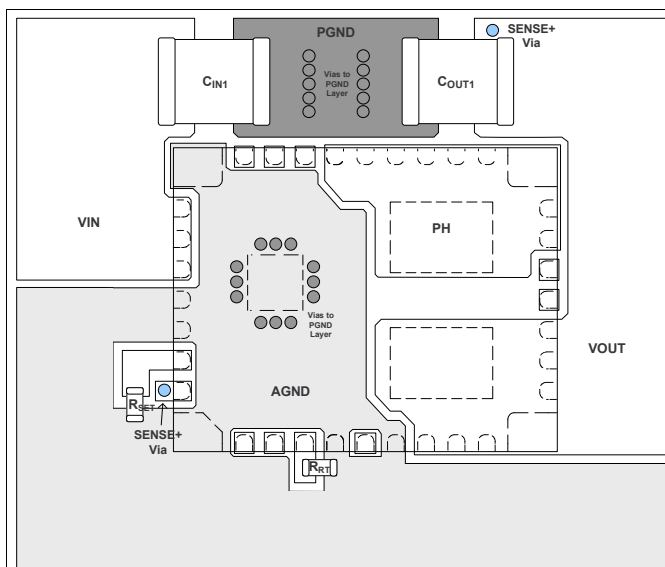 PGND
SENSE+
Via
CIN1
Vias to
PGND
Layer
COUT1
VIN
PH
Vias to
PGND
Layer
VOUT
AGND
RSET
SENSE+
Via
RRT